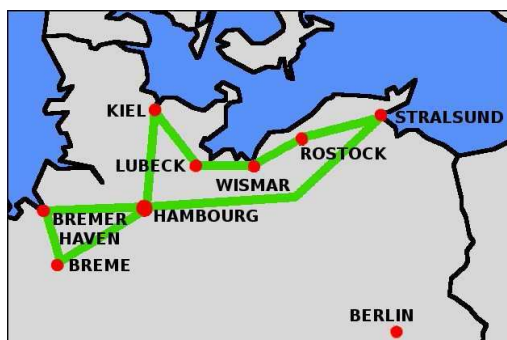 KIEL
STRALSUND
ROSTOCK
LUBECK
WISMAR
BREMER
HAVEN
HAMBOURG
BREME
BERLIN